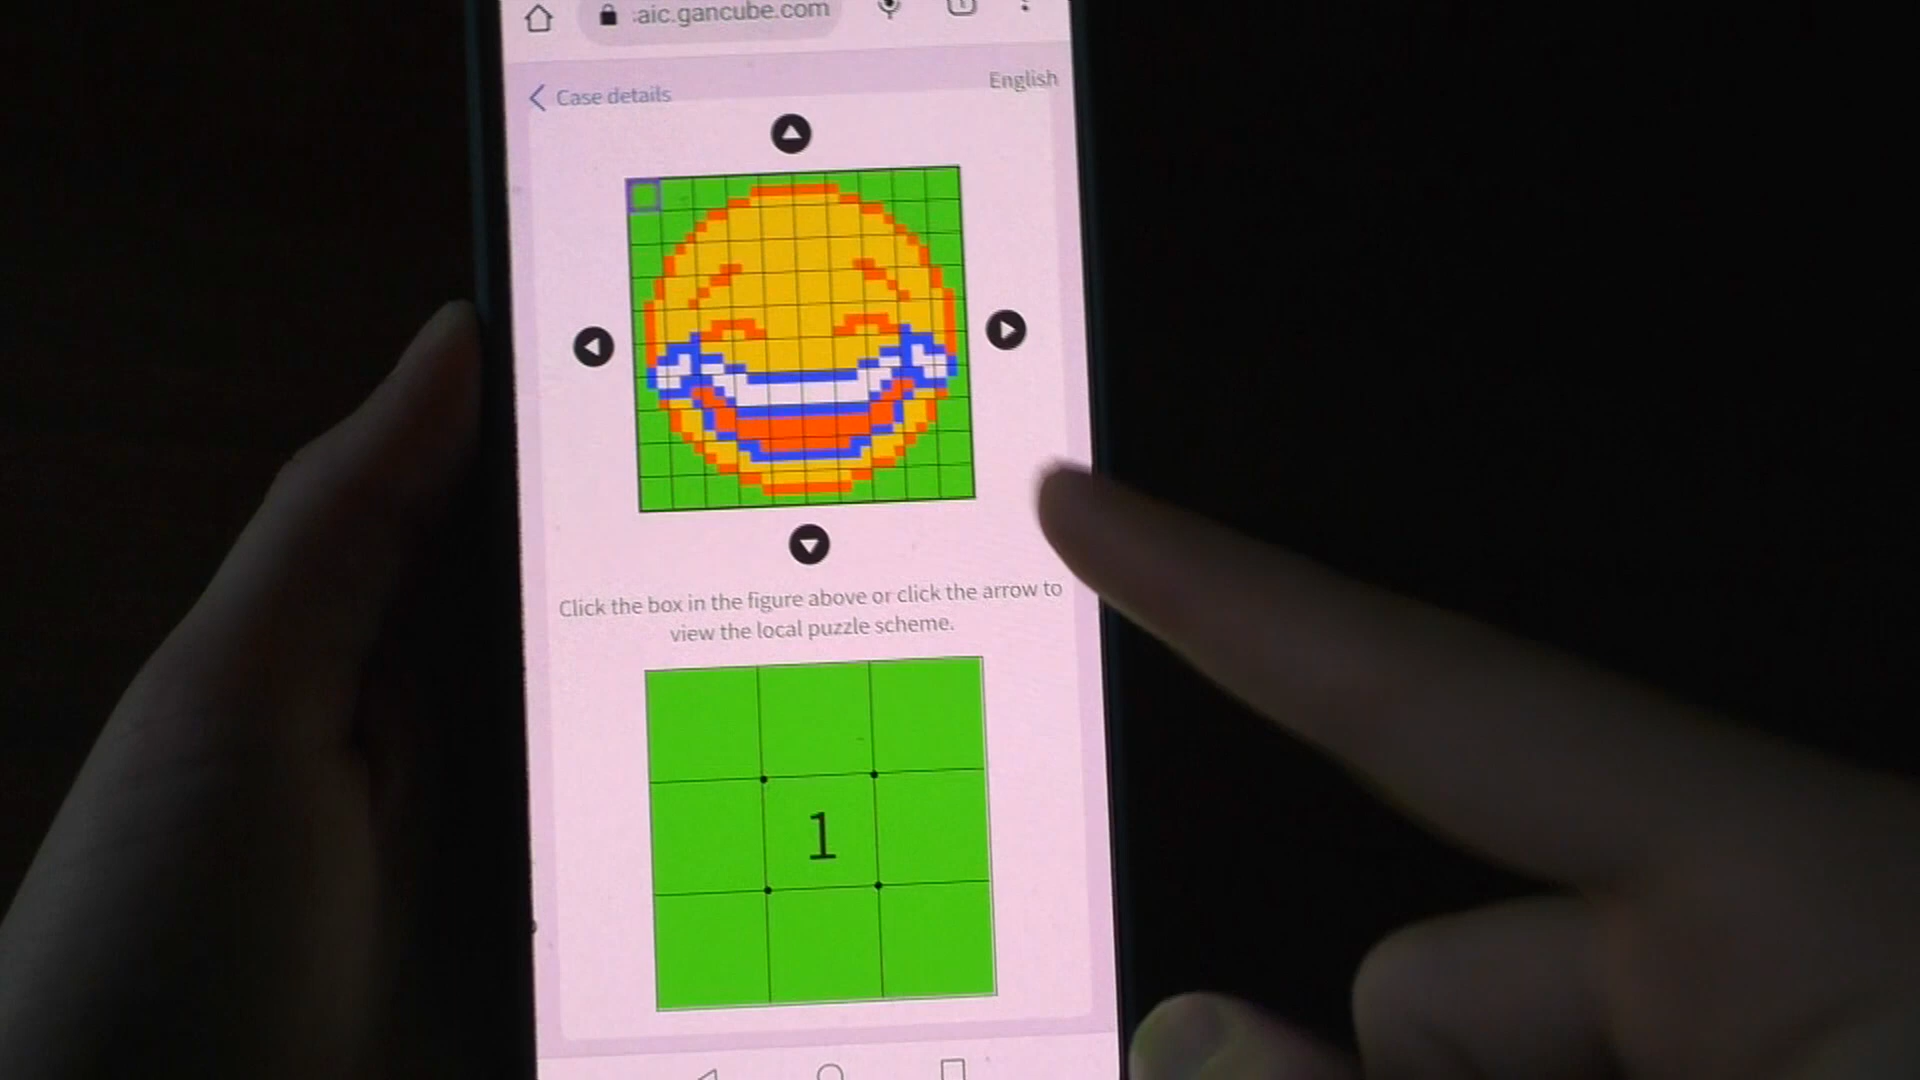 :aic.gancube.com
Case details
English
Click the box in the figure above or click the arrow to
view the local puzzle scheme.
1